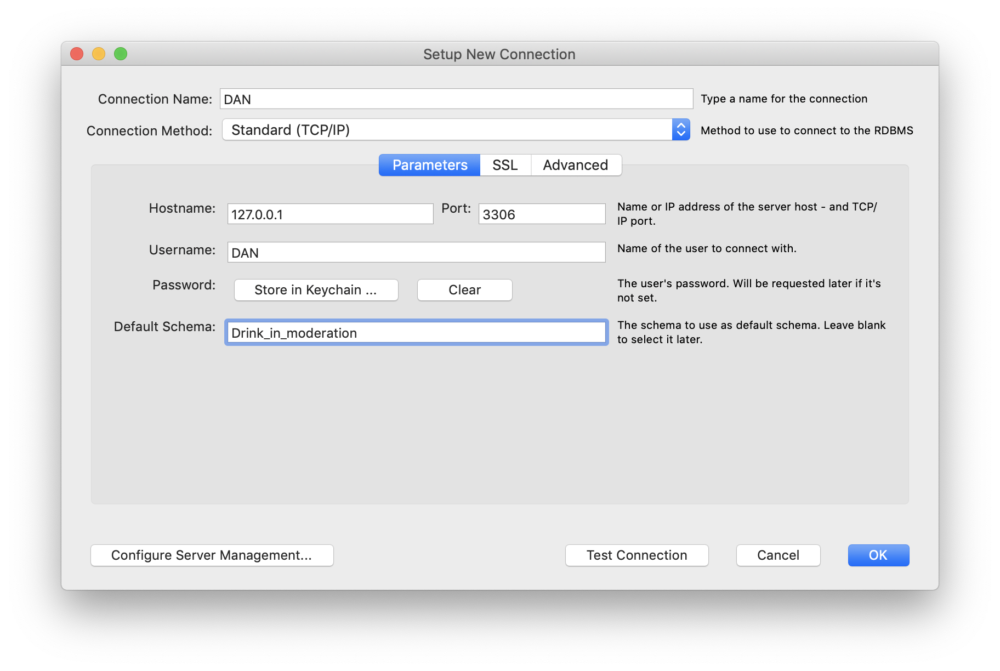 Setup New Connection
Connection Name: DAN Type a name for the connection
Connection Method: Standard (TCP/IP) Method to use to connect to the RDBMS
Parameters SSL Advanced
Hostname: 127.0.0.1 Port: 3306 Name or IP address of the server host - and TCP/
IP port.
Username: DAN Name of the user to connect with.
Password: Store in Keychain ... Clear The user's password. Will be requested later if it's
not set.
Default Schema: Drink_in_moderation The schema to use as default schema. Leave blank
to select it later.
Configure Server Management... Test Connection Cancel OK